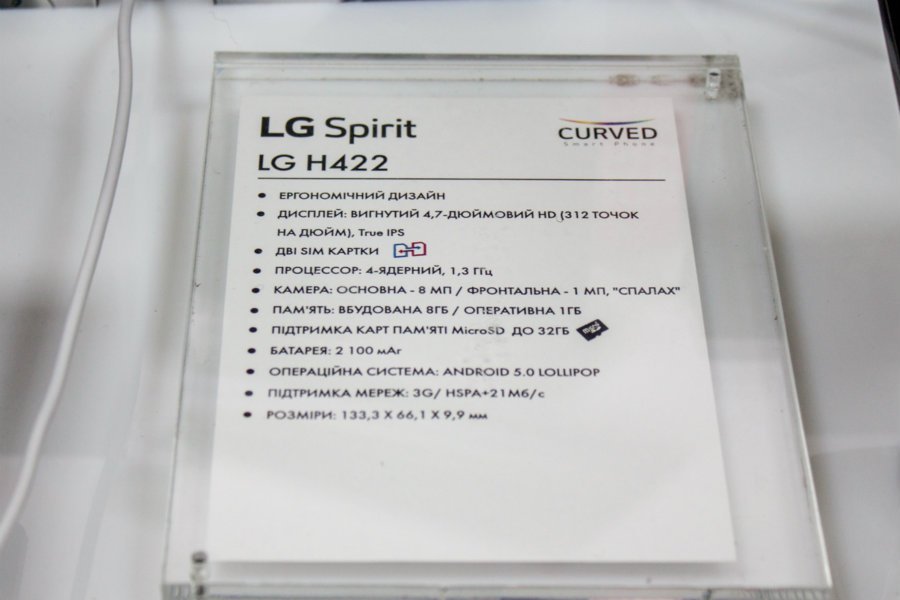 LG Spirit
CURVED
Smart Phone
LG H422
• ЕРГОНОМІЧНИЙ ДИЗАЙН
• ДИСПЛЕЙ: ВИГНУТИЙ 4,7-ДЮЙМОВИЙ HD (312 ТОЧОК
НА ДЮЙМ), True IPS
• ДВІ SIM КАРТКИ
• ПРОЦЕССОР: 4-ЯДЕРНИЙ, 1,3 ГГц
• КАМЕРА: ОСНОВНА - 8 МП / ФРОНТАЛЬНА - 1 МП, "СПАЛАХ"
• ПАМ'ЯТЬ: ВБУДОВАНА 8ГБ / ОПЕРАТИВНА 1ГБ
• ПІДТРИМКА КАРТ ПАМ'ЯТІ MicroSD ДО 32ГБ microSD
• БАТАРЕЯ: 2 100 мАг
• ОПЕРАЦІЙНА СИСТЕМА: ANDROID 5.0 LOLLIPOP
• ПІДТРИМКА МЕРЕЖ: 3G/ HSPA+21Мб/с
• РОЗМІРИ: 133,3 X 66,1 X 9,9 мм